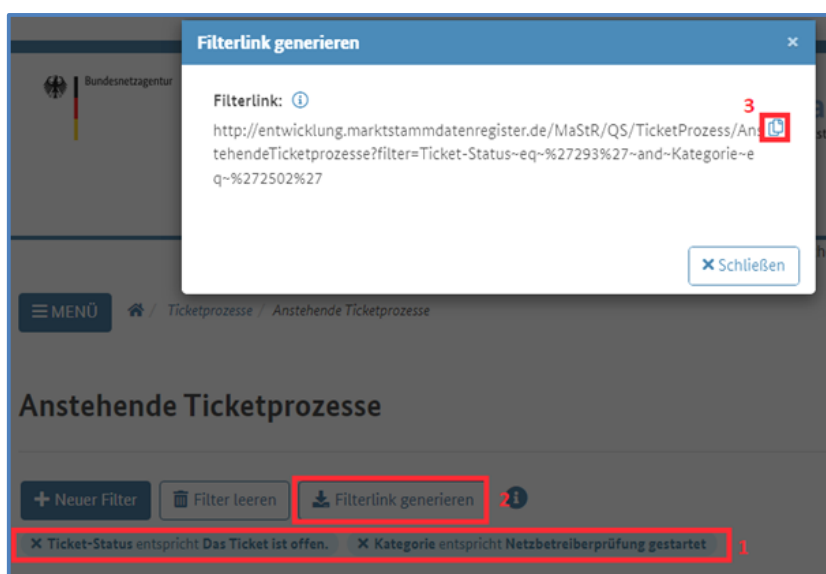 Filterlink generieren ×
Bundesnetzagentur
Filterlink:
3
http://entwicklung.marktstammdatenregister.de/MaStR/QS/TicketProzess/Ans
tehendeTicketprozesse?filter=Ticket-Status~eq~%27293%27~and~Kategorie~e
q~%272502%27
× Schließen
MENÜ / Ticketprozesse / Anstehende Ticketprozesse
Anstehende Ticketprozesse
+ Neuer Filter Filter leeren Filterlink generieren 2
× Ticket-Status entspricht Das Ticket ist offen. × Kategorie entspricht Netzbetreiberprüfung gestartet 1